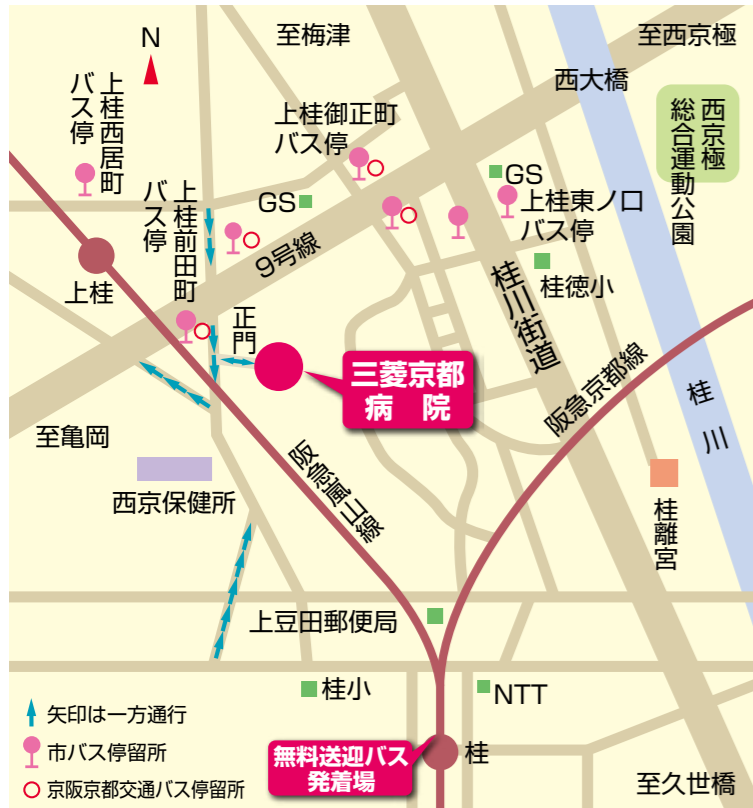 N
至梅津
至西京極
西大橋
上桂西居町
バス停
上桂御正町
バス停
西京極
総合運動公園
上桂前田町
バス停
GS
GS
上桂東ノ口
バス停
9号線
上桂
正門
桂徳小
桂川街道
三菱京都
病　院
阪急京都線
桂川
至亀岡
阪急嵐山線
西京保健所
桂離宮
上豆田郵便局
桂小
NTT
矢印は一方通行
市バス停留所
京阪京都交通バス停留所
無料送迎バス
発着場
桂
至久世橋